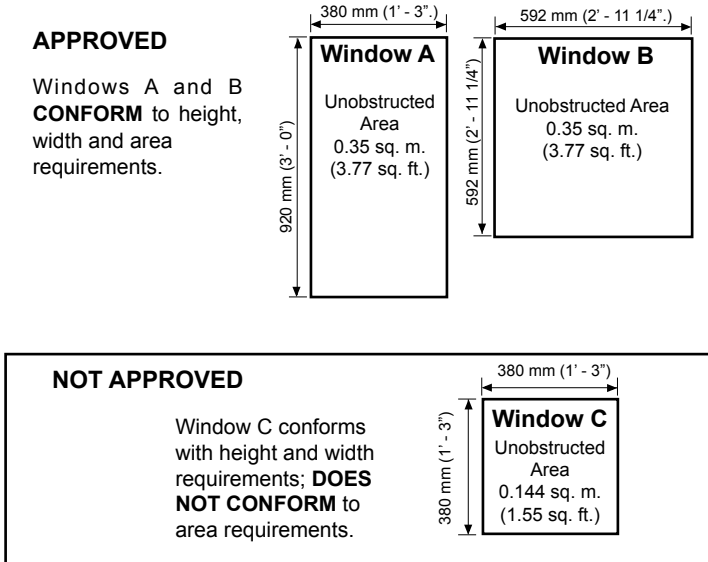 APPROVED
Windows A and B
CONFORM to height,
width and area
requirements.
380 mm (1' - 3”.)
920 mm (3' - 0”)
Window A
Unobstructed
Area
0.35 sq. m.
(3.77 sq. ft.)
592 mm (2' - 11 1/4”.)
592 mm (2' - 11 1/4”)
Window B
Unobstructed Area
0.35 sq. m.
(3.77 sq. ft.)
NOT APPROVED
Window C conforms
with height and width
requirements; DOES
NOT CONFORM to
area requirements.
380 mm (1' - 3”)
380 mm (1' - 3”)
Window C
Unobstructed
Area
0.144 sq. m.
(1.55 sq. ft.)